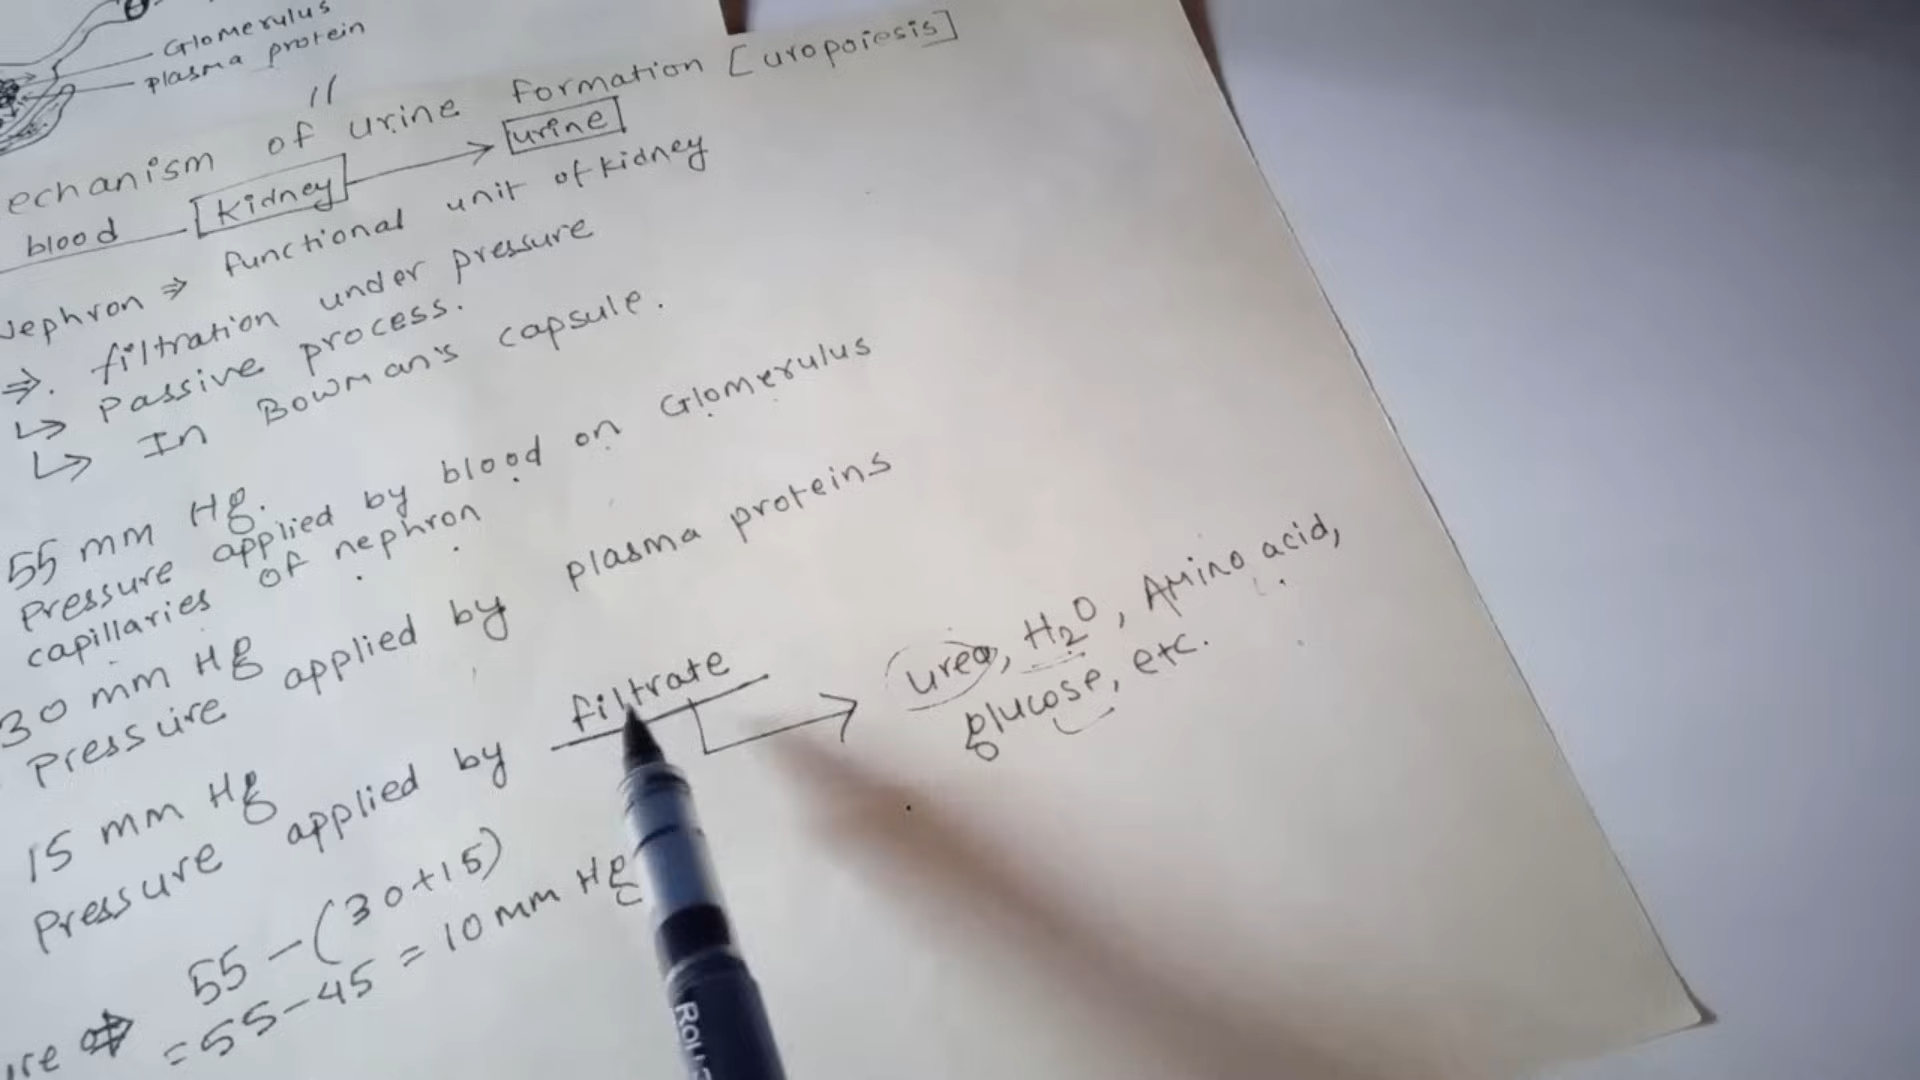 Glomerulus
plasma protein
echanism of urine formation [uropoiesis]
blood kidney → urine
ephron ⇒ functional unit of kidney
⇒. filtration under pressure
↳ Passive process.
↳ In Bowman's capsule.
55 mm Hg.
Pressure applied by blood on Glomerulus
capillaries of nephron
30 mm Hg
Pressure applied by plasma proteins
15 mm Hg
Pressure applied by filtrate → urea, H₂O, Amino acid,
glucose, etc.
55-(30+15)
= 55-45 = 10 mm Hg